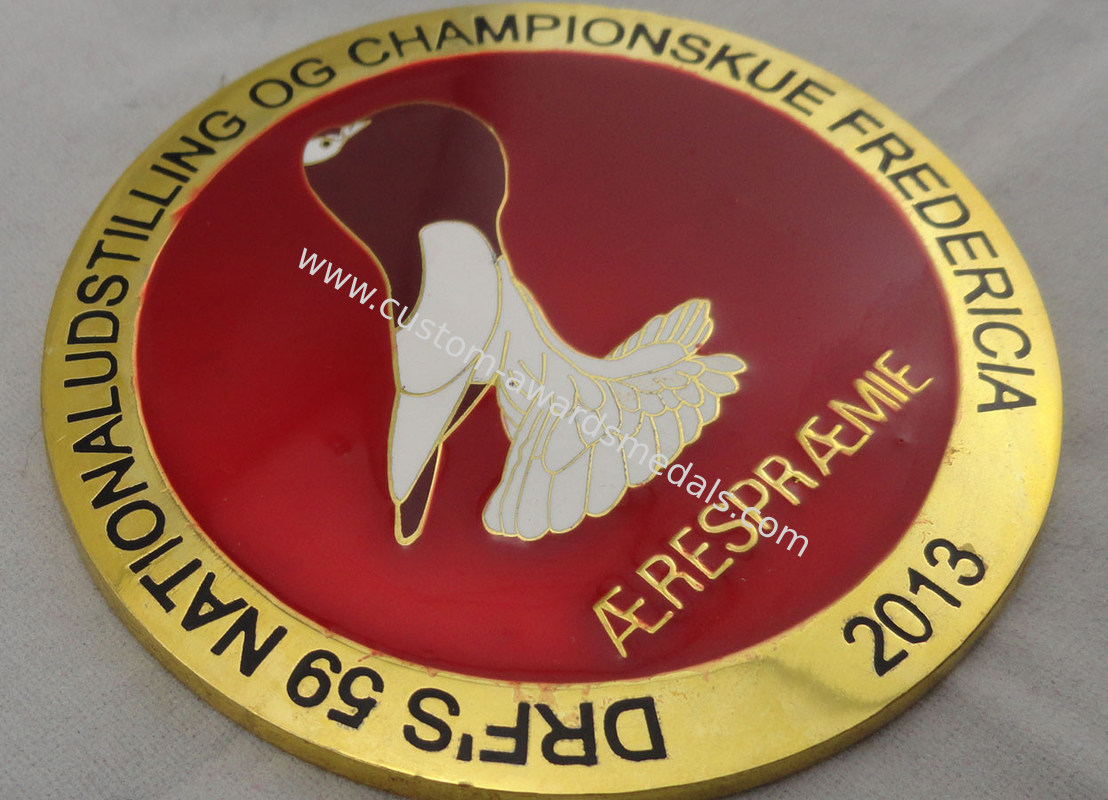 DRF'S 59 NATIONALUDSTILLING OG CHAMPIONSKUE FREDERICIA 2013
ÆRESPRÆMIE
www.custom-awardsmedals.com